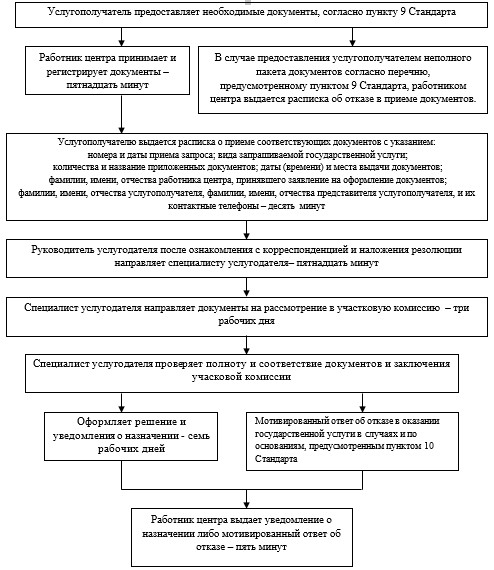 Услугополучатель предоставляет необходимые документы, согласно пункту 9 Стандарта
Работник центра принимает и
регистрирует документы –
пятнадцать минут
В случае предоставления услугополучателем неполного
пакета документов согласно перечню,
предусмотренному пунктом 9 Стандарта, работником
центра выдается расписка об отказе в приеме документов.
Услугополучателю выдается расписка о приеме соответствующих документов с указанием:
номера и даты приема запроса; вида запрашиваемой государственной услуги;
количества и название приложенных документов; даты (времени) и места выдачи документов;
фамилии, имени, отчества работника центра, принявшего заявление на оформление документов;
фамилии, имени, отчества услугополучателя, фамилии, имени, отчества представителя услугополучателя, и их
контактные телефоны – десять минут
Руководитель услугодателя после ознакомления с корреспонденцией и наложения резолюции
направляет специалисту услугодателя– пятнадцать минут
Специалист услугодателя направляет документы на рассмотрение в участковую комиссию – три
рабочих дня
Специалист услугодателя проверяет полноту и соответствие документов и заключения
учасковой комиссии
Оформляет решение и
уведомления о назначении - семь
рабочих дней
Мотивированный ответ об отказе в оказании
государственной услуги в случаях и по
основаниям, предусмотренным пунктом 10
Стандарта
Работник центра выдает уведомление о
назначении либо мотивированный ответ об
отказе – пять минут